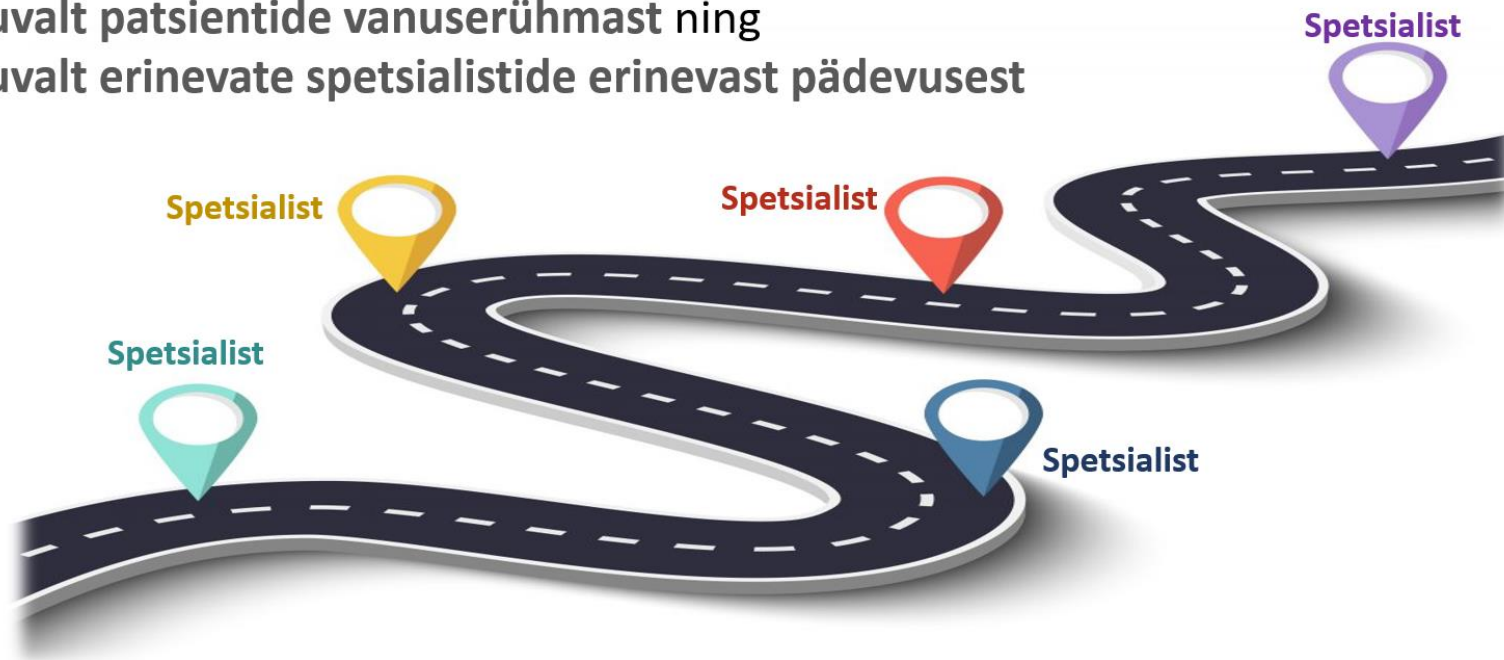 uvalt patsientide vanuserühmast ning
uvalt erinevate spetsialistide erinevast pädevusest
Spetsialist
Spetsialist
Spetsialist
Spetsialist
Spetsialist